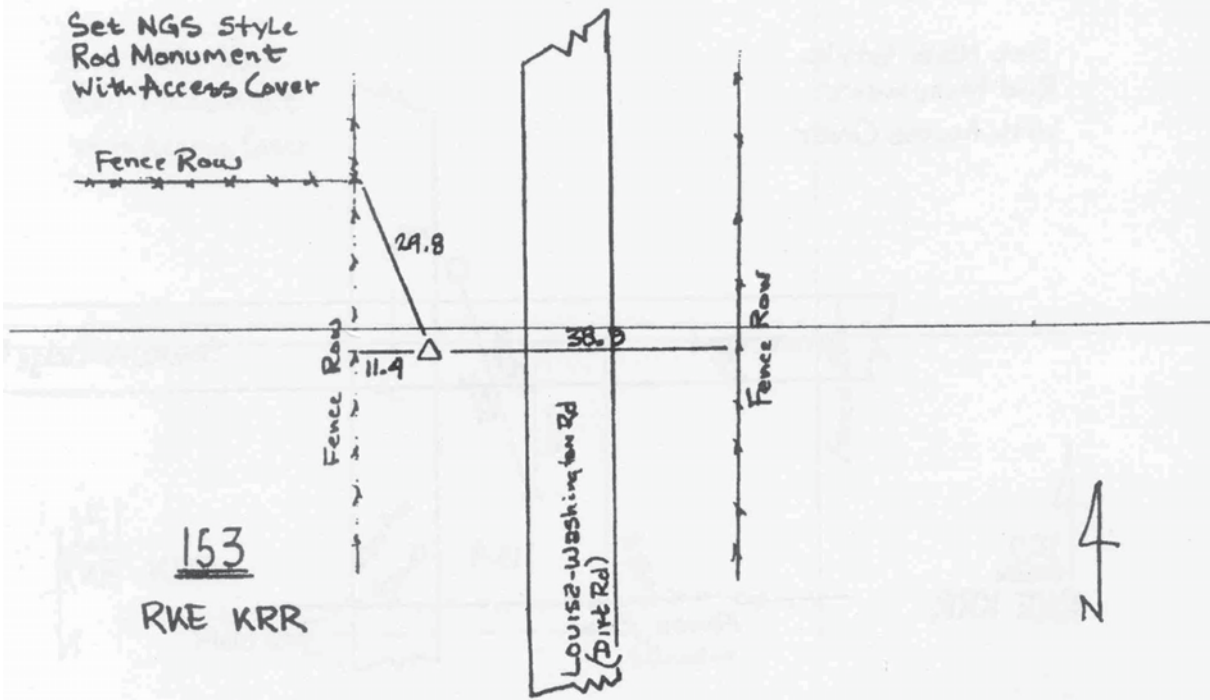 Set NGS Style
Rod Monument
With Access Cover
Fence Row
29.8
Fence Row
11.4
38.9
Fence Row
Louisa-Washington Rd
(Dirt Rd)
153
RKE KRR
N